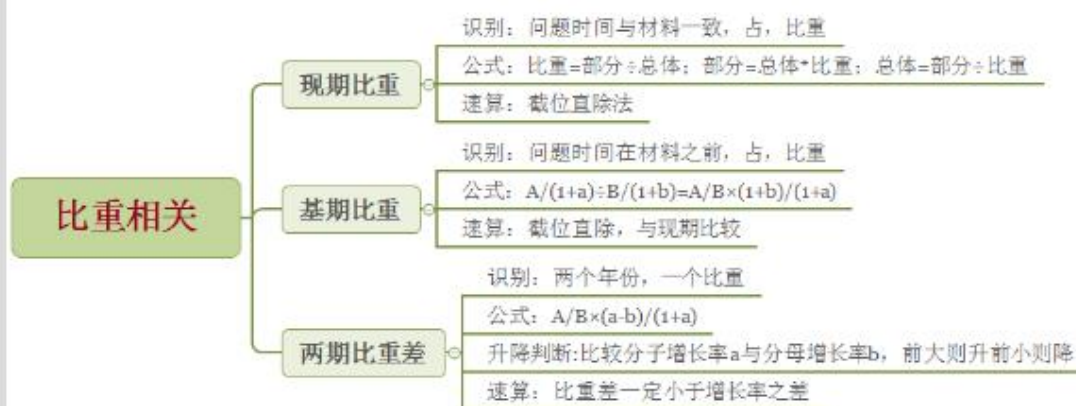 比重相关
现期比重
识别：问题时间与材料一致，占，比重
公式：比重=部分÷总体；部分=总体*比重；总体=部分÷比重
速算：截位直除法
基期比重
识别：问题时间在材料之前，占，比重
公式：A/(1+a)÷B/(1+b)=A/B×(1+b)/(1+a)
速算：截位直除，与现期比较
两期比重差
识别：两个年份，一个比重
公式：A/B×(a-b)/(1+a)
升降判断:比较分子增长率a与分母增长率b，前大则升前小则降
速算：比重差一定小于增长率之差